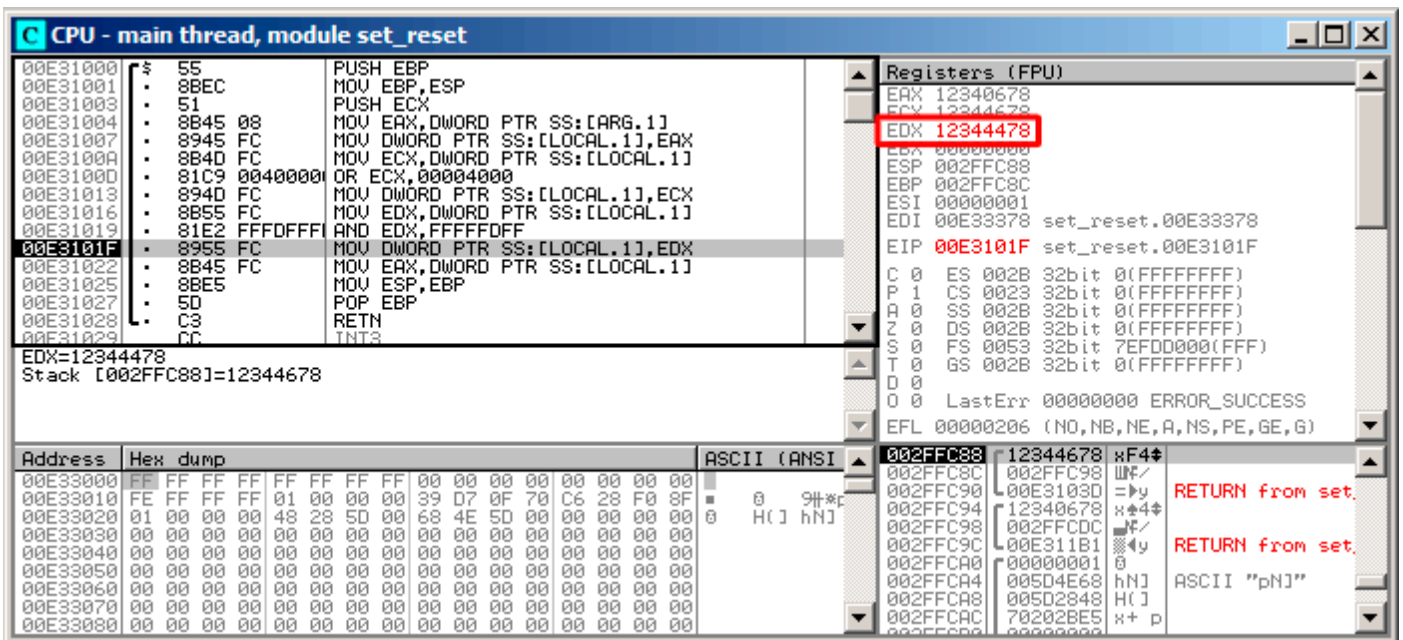 C CPU - main thread, module set_reset
00E31000 $ 55 PUSH EBP
00E31001 . 8BEC MOV EBP,ESP
00E31003 . 51 PUSH ECX
00E31004 . 8B45 08 MOV EAX,DWORD PTR SS:[ARG.1]
00E31007 . 8945 FC MOV DWORD PTR SS:[LOCAL.1],EAX
00E3100A . 8B4D FC MOV ECX,DWORD PTR SS:[LOCAL.1]
00E3100D . 81C9 00400000 OR ECX,00004000
00E31013 . 894D FC MOV DWORD PTR SS:[LOCAL.1],ECX
00E31016 . 8B55 FC MOV EDX,DWORD PTR SS:[LOCAL.1]
00E31019 . 81E2 FFFDFFF AND EDX,FFFFFDFF
00E3101F . 8955 FC MOV DWORD PTR SS:[LOCAL.1],EDX
00E31022 . 8B45 FC MOV EAX,DWORD PTR SS:[LOCAL.1]
00E31025 . 8BE5 MOV ESP,EBP
00E31027 . 5D POP EBP
00E31028 . C3 RETN
00E31029 CC INT3
EDX=12344478
Stack [002FFC88]=12344678
Registers (FPU)
EAX 12340678
ECX 12344678
EDX 12344478
EBX 00000000
ESP 002FFC88
EBP 002FFC8C
ESI 00000001
EDI 00E33378 set_reset.00E33378
EIP 00E3101F set_reset.00E3101F
C 0 ES 002B 32bit 0(FFFFFFFF)
P 1 CS 0023 32bit 0(FFFFFFFF)
A 0 SS 002B 32bit 0(FFFFFFFF)
Z 0 DS 002B 32bit 0(FFFFFFFF)
S 0 FS 0053 32bit 7EFDD000(FFF)
T 0 GS 002B 32bit 0(FFFFFFFF)
D 0
O 0 LastErr 00000000 ERROR_SUCCESS
EFL 00000206 (NO,NB,NE,A,NS,PE,GE,G)
Address Hex dump ASCII (ANSI
00E33000 FF FF FF FF FF FF FF FF 00 00 00 00 00 00 00 00
00E33010 FE FF FF FF 01 00 00 00 39 D7 0F 70 C6 28 F0 8F
00E33020 01 00 00 00 48 28 5D 00 68 4E 5D 00 00 00 00 00 H(] hN]
00E33030 00 00 00 00 00 00 00 00 00 00 00 00 00 00 00 00
00E33040 00 00 00 00 00 00 00 00 00 00 00 00 00 00 00 00
00E33050 00 00 00 00 00 00 00 00 00 00 00 00 00 00 00 00
00E33060 00 00 00 00 00 00 00 00 00 00 00 00 00 00 00 00
00E33070 00 00 00 00 00 00 00 00 00 00 00 00 00 00 00 00
00E33080 00 00 00 00 00 00 00 00 00 00 00 00 00 00 00 00
002FFC88 12344678 xF4‡
002FFC8C 002FFC98
002FFC90 00E3103D RETURN from set
002FFC94 12340678
002FFC98 002FFCDC
002FFC9C 00E311B1 RETURN from set
002FFCA0 00000001
002FFCA4 005D4E68 hN] ASCII "pN]"
002FFCA8 005D2848 H(]
002FFCAC 70202BE5 x+ p